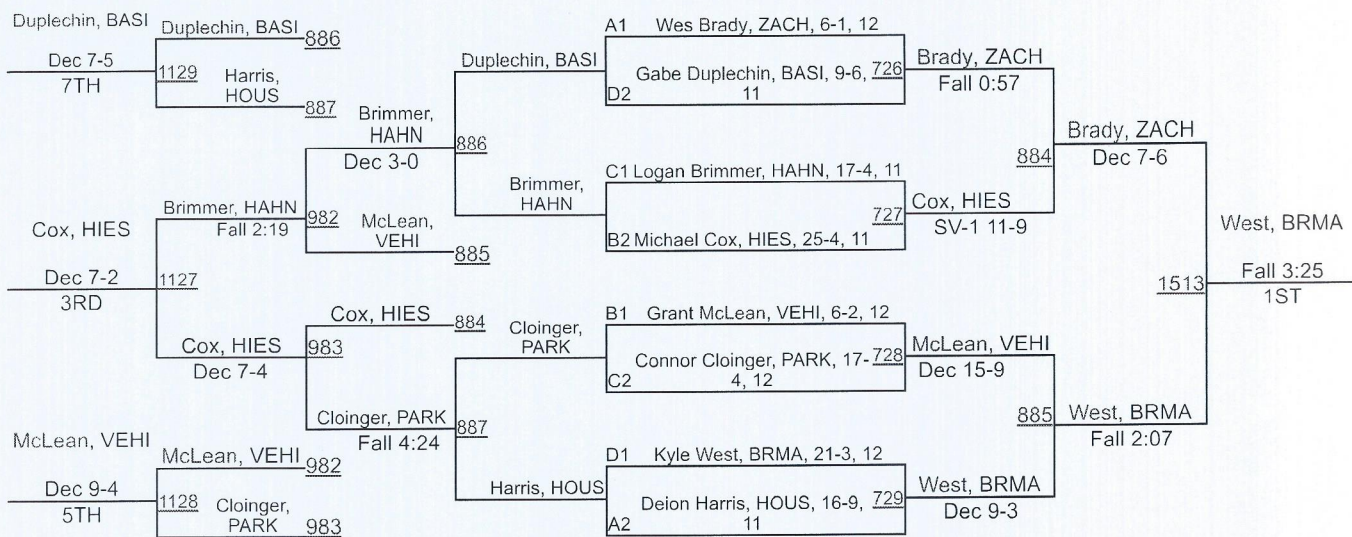 Duplechin, BASI
Dec 7-5
7TH
Duplechin, BASI
886
1129
Harris,
HOUS
887
Cox, HIES
Dec 7-2
3RD
Brimmer, HAHN
Fall 2:19
1127
Cox, HIES
Dec 7-4
Brimmer,
HAHN
Dec 3-0
982
McLean,
VEHI
885
Cox, HIES
884
983
Cloinger, PARK
Fall 4:24
McLean, VEHI
Dec 9-4
5TH
McLean, VEHI
982
1128
Cloinger,
PARK
983
Duplechin, BASI
886
Brimmer,
HAHN
Cloinger,
PARK
887
Harris, HOUS
A1 Wes Brady, ZACH, 6-1, 12
Gabe Duplechin, BASI, 9-6,
11
D2
726
C1 Logan Brimmer, HAHN, 17-4, 11
727
B2 Michael Cox, HIES, 25-4, 11
B1 Grant McLean, VEHI, 6-2, 12
Connor Cloinger, PARK, 17-
4, 12
C2
728
D1 Kyle West, BRMA, 21-3, 12
Deion Harris, HOUS, 16-9,
11
A2
729
Brady, ZACH
Fall 0:57
884
Cox, HIES
SV-1 11-9
McLean, VEHI
Dec 15-9
885
West, BRMA
Dec 9-3
Brady, ZACH
Dec 7-6
1513
West, BRMA
Fall 2:07
West, BRMA
Fall 3:25
1ST